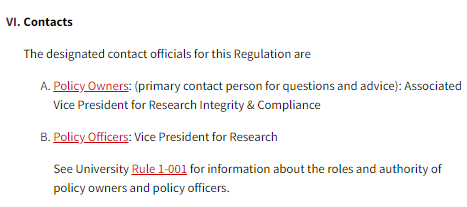 VI. Contacts
The designated contact officials for this Regulation are
A. Policy Owners: (primary contact person for questions and advice): Associated
Vice President for Research Integrity & Compliance
B. Policy Officers: Vice President for Research
See University Rule 1-001 for information about the roles and authority of
policy owners and policy officers.